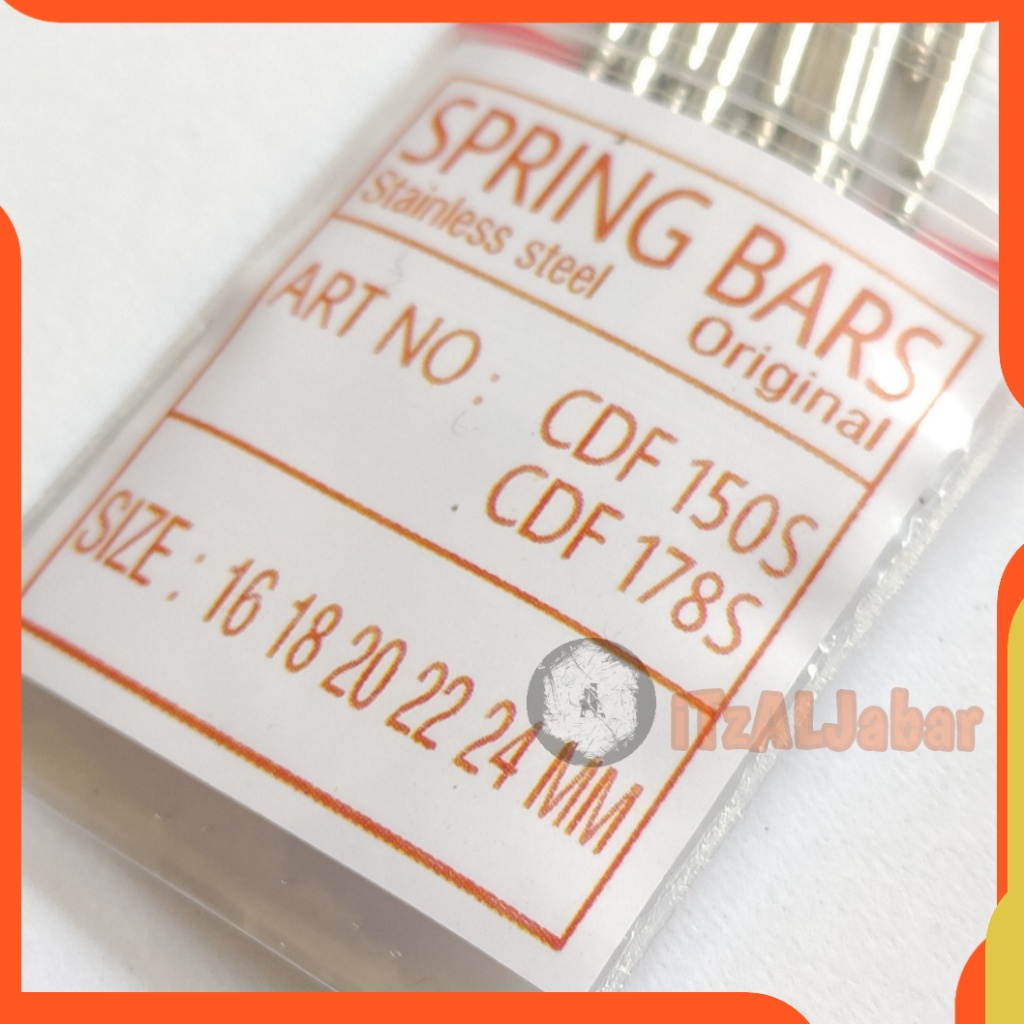 SPRING BARS
Stainless steel
Original
ART NO : CDF 150S
CDF 178S
SIZE : 16 18 20 22 24 MM
iTzALJabar